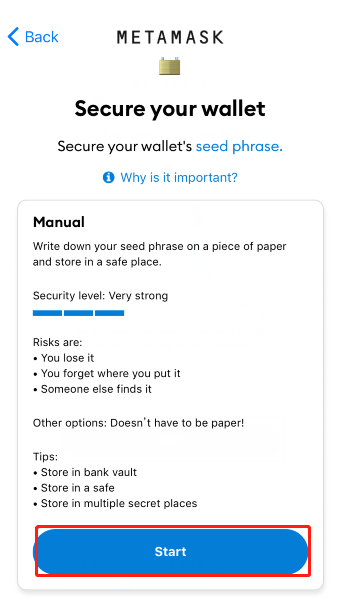 Back
METAMASK
Secure your wallet
Secure your wallet's seed phrase.
Why is it important?
Manual
Write down your seed phrase on a piece of paper
and store in a safe place.
Security level: Very strong
Risks are:
• You lose it
• You forget where you put it
• Someone else finds it
Other options: Doesn't have to be paper!
Tips:
• Store in bank vault
• Store in a safe
• Store in multiple secret places
Start